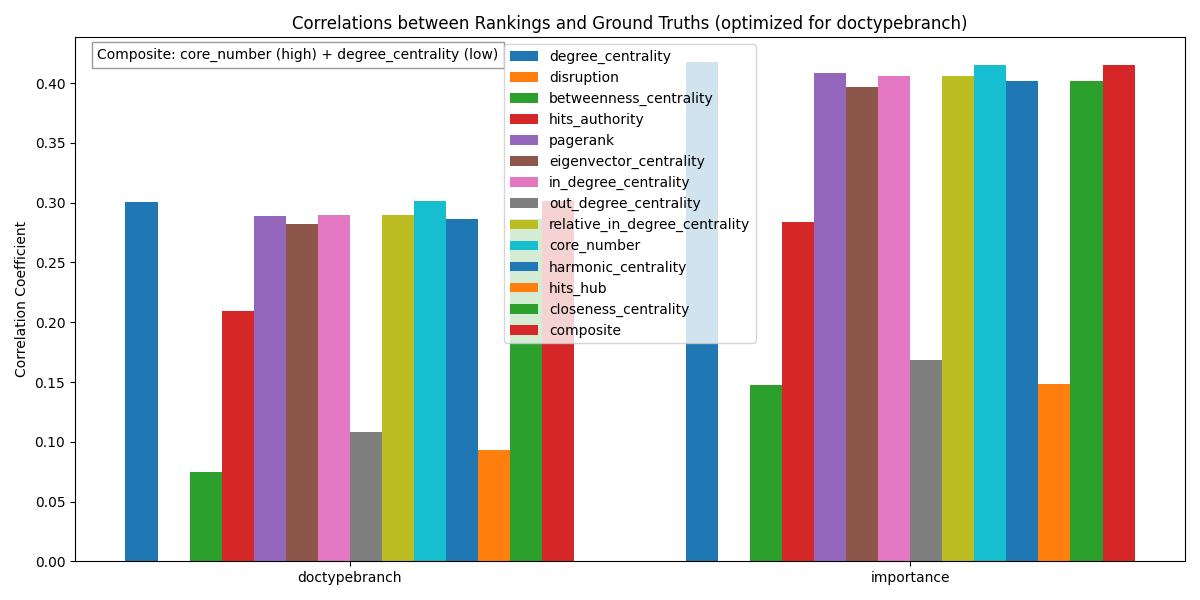 Correlations between Rankings and Ground Truths (optimized for doctypebranch)
Composite: core_number (high) + degree_centrality (low)
degree_centrality
disruption
betweenness_centrality
hits_authority
pagerank
eigenvector_centrality
in_degree_centrality
out_degree_centrality
relative_in_degree_centrality
core_number
harmonic_centrality
hits_hub
closeness_centrality
composite
Correlation Coefficient
0.40
0.35
0.30
0.25
0.20
0.15
0.10
0.05
0.00
doctypebranch
importance